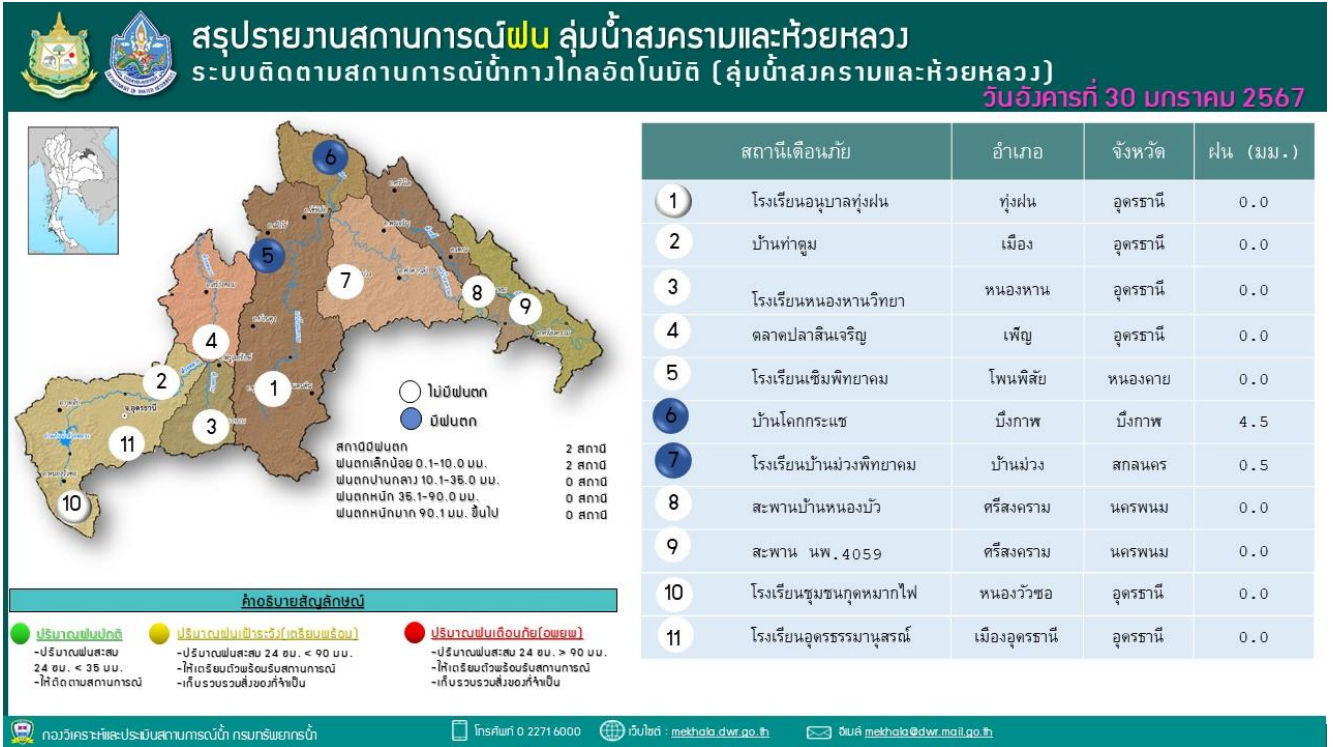 สรุปรายงานสถานการณ์ฝน ลุ่มน้ำสงครามและห้วยหลวง
ระบบติดตามสถานการณ์น้ำทางไกลอัตโนมัติ (ลุ่มน้ำสงครามและห้วยหลวง)
วันอังคารที่ 30 มกราคม 2567
6
5
7
8
9
4
2
1
3
11
10
จ.อุดรธานี
ไม่มีฝนตก
มีฝนตก
สถานีมีฝนตก 2 สถานี
ฝนตกเล็กน้อย 0.1-10.0 มม. 2 สถานี
ฝนตกปานกลาง 10.1-35.0 มม. 0 สถานี
ฝนตกหนัก 35.1-90.0 มม. 0 สถานี
ฝนตกหนักมาก 90.1 มม. ขึ้นไป 0 สถานี
สถานีเตือนภัย อำเภอ จังหวัด ฝน (มม.)
1 โรงเรียนอนุบาลทุ่งฝน ทุ่งฝน อุดรธานี 0.0
2 บ้านท่าตูม เมือง อุดรธานี 0.0
3 โรงเรียนหนองหานวิทยา หนองหาน อุดรธานี 0.0
4 ตลาดปลาสินเจริญ เพ็ญ อุดรธานี 0.0
5 โรงเรียนเซิมพิทยาคม โพนพิสัย หนองคาย 0.0
6 บ้านโคกกระแซ บึงกาฬ บึงกาฬ 4.5
7 โรงเรียนบ้านม่วงพิทยาคม บ้านม่วง สกลนคร 0.5
8 สะพานบ้านหนองบัว ศรีสงคราม นครพนม 0.0
9 สะพาน นพ.4059 ศรีสงคราม นครพนม 0.0
10 โรงเรียนชุมชนกุดหมากไฟ หนองวัวซอ อุดรธานี 0.0
11 โรงเรียนอุดรธรรมานุสรณ์ เมืองอุดรธานี อุดรธานี 0.0
คำอธิบายสัญลักษณ์
ปริมาณฝนปกติ
-ปริมาณฝนสะสม
24 ชม. < 35 มม.
-ให้ติดตามสถานการณ์
ปริมาณฝนเฝ้าระวัง(เตรียมพร้อม)
-ปริมาณฝนสะสม 24 ชม. < 90 มม.
-ให้เตรียมตัวพร้อมรับสถานการณ์
-เก็บรวบรวมสิ่งของที่จำเป็น
ปริมาณฝนเตือนภัย(อพยพ)
-ปริมาณฝนสะสม 24 ชม. > 90 มม.
-ให้เตรียมตัวพร้อมรับสถานการณ์
-เก็บรวบรวมสิ่งของที่จำเป็น
กองวิเคราะห์และประเมินสถานการณ์น้ำ กรมทรัพยากรน้ำ
โทรศัพท์ 0 2271 6000
เว็บไซต์ : mekhala.dwr.go.th
อีเมล์ mekhala@dwr.mail.go.th